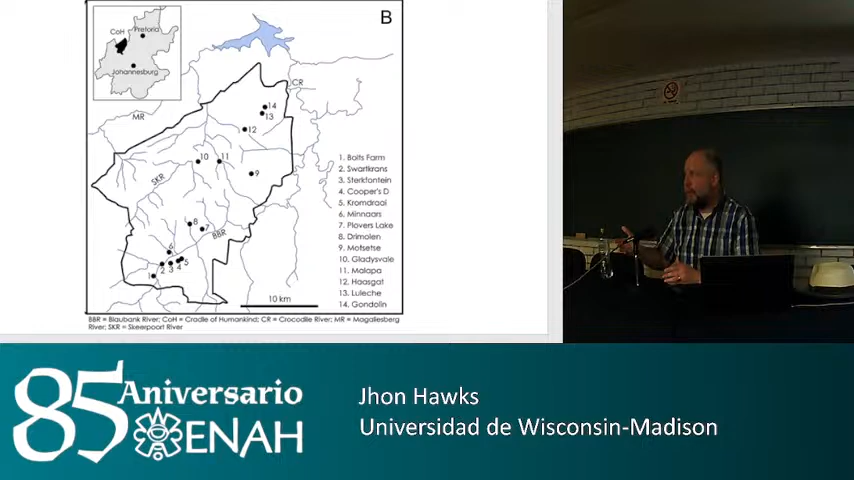 B
CoH
Pretoria
Johannesburg
CR
MR
14
13
12
10
11
SKR
9
8
7
BBR
6
5
1
2
3
4
10 km
1. Bolts Farm
2. Swartkrans
3. Sterkfontein
4. Cooper's D
5. Kromdraai
6. Minnaars
7. Plovers Lake
8. Drimolen
9. Motsetse
10. Gladysvale
11. Malapa
12. Haasgat
13. Luleche
14. Gondolin
BBR = Blaubank River; CoH = Cradle of Humankind; CR = Crocodile River; MR = Magaliesberg
River; SKR = Skeerpoort River
85 Aniversario
ENAH
Jhon Hawks
Universidad de Wisconsin-Madison